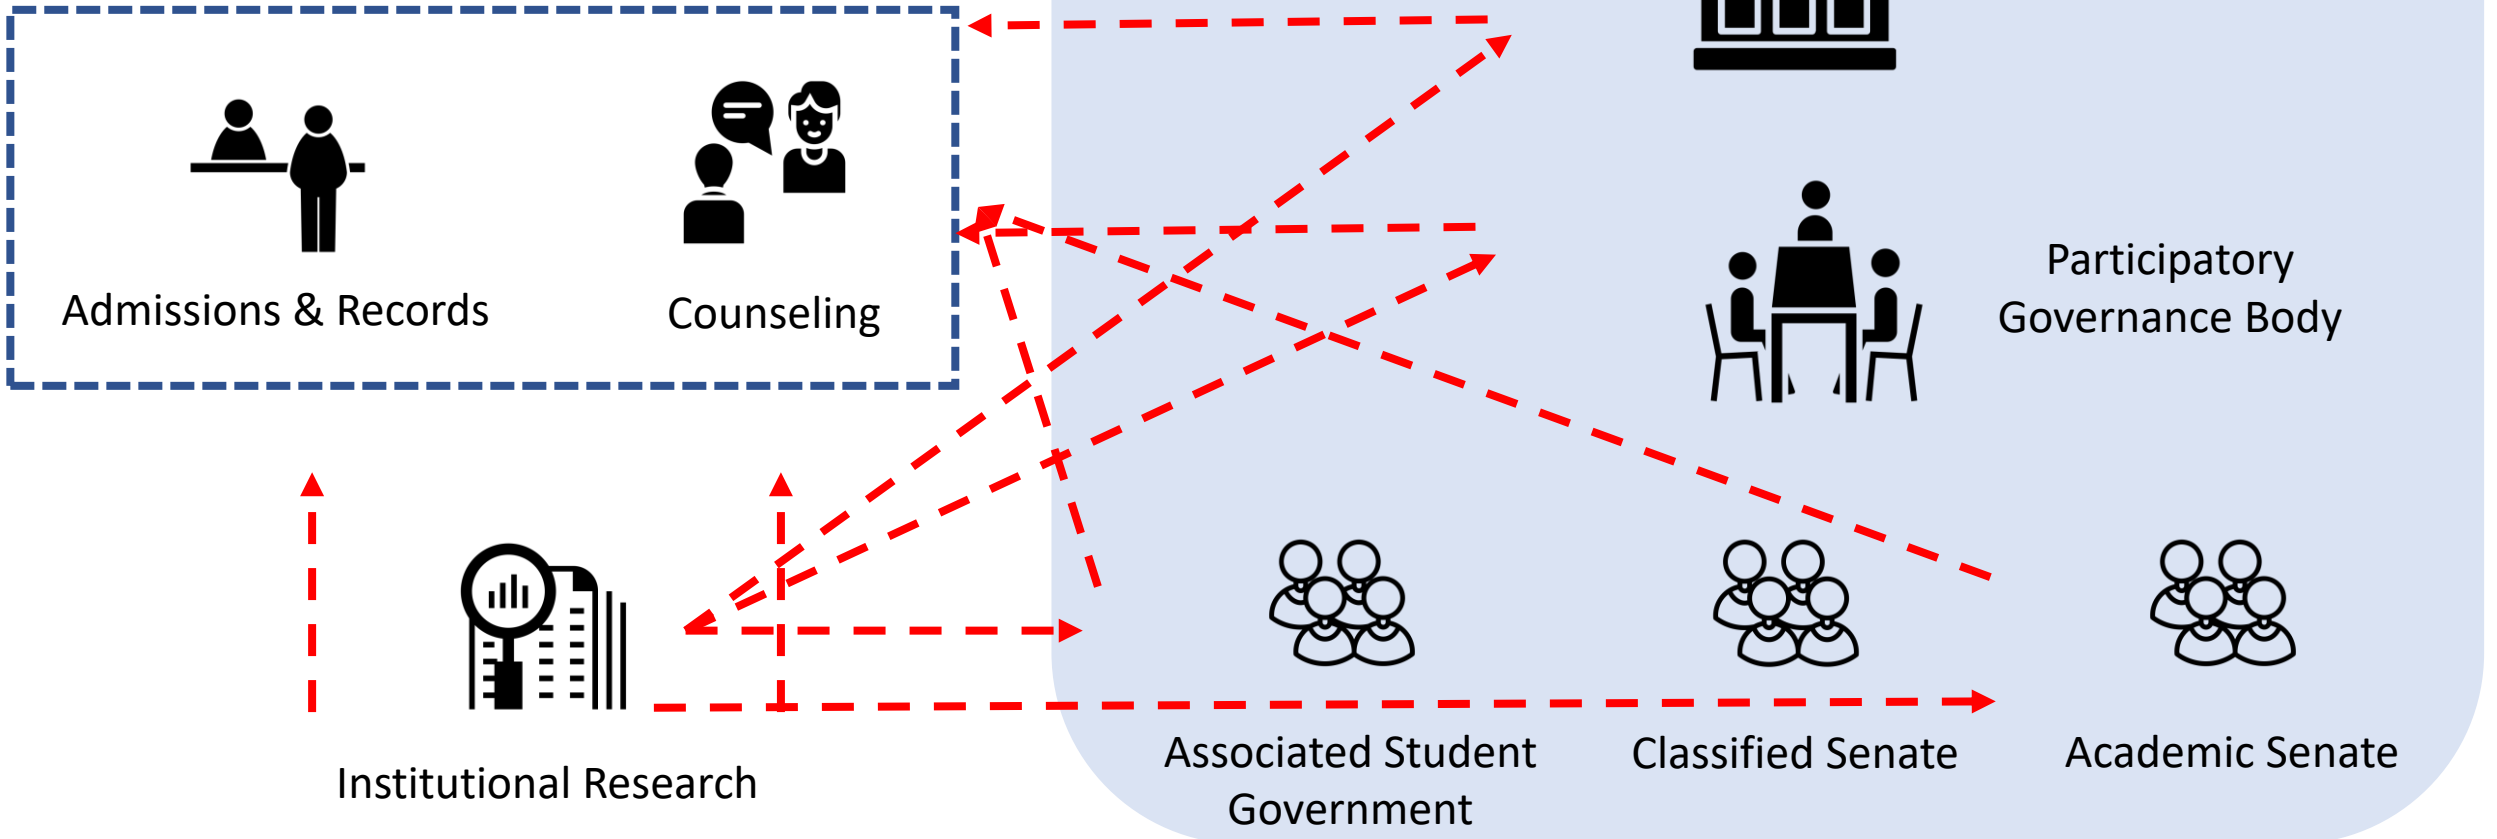 Admissions & Records
Counseling
Participatory
Governance Body
Institutional Research
Associated Student
Government
Classified Senate
Academic Senate